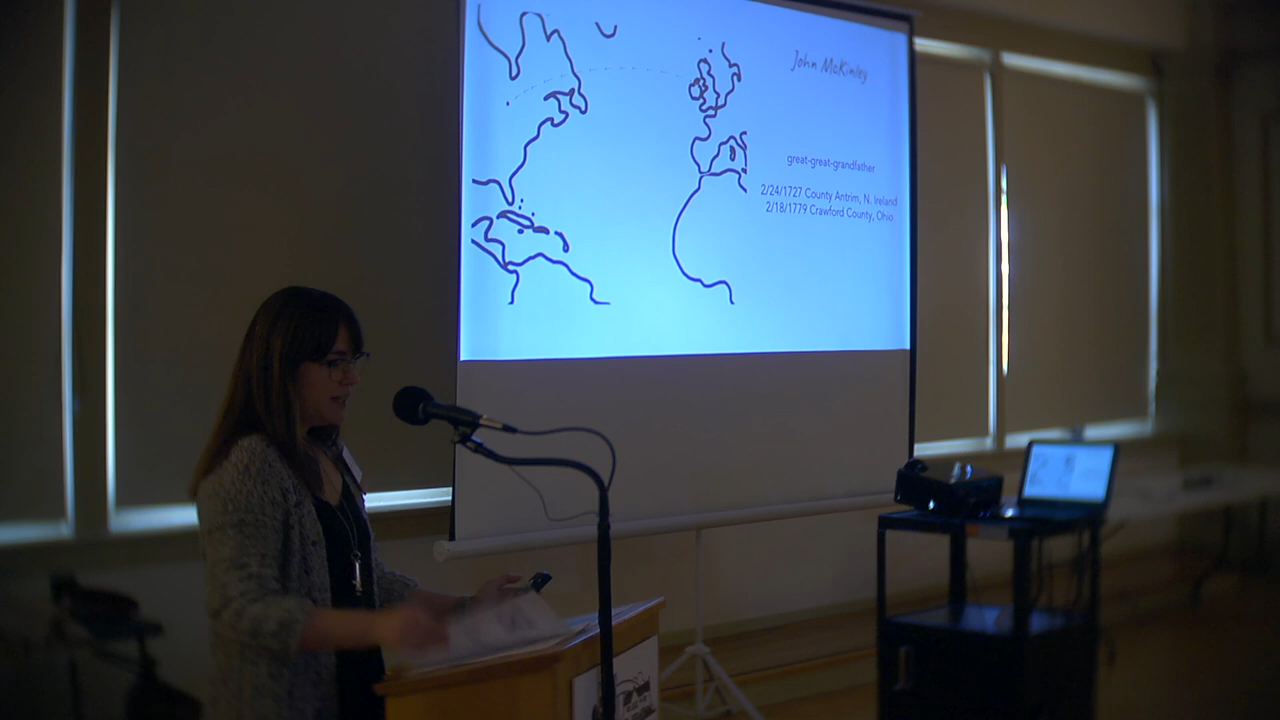 John McKinley
great-great-grandfather
2/24/1727 County Antrim, N. Ireland
2/18/1779 Crawford County, Ohio